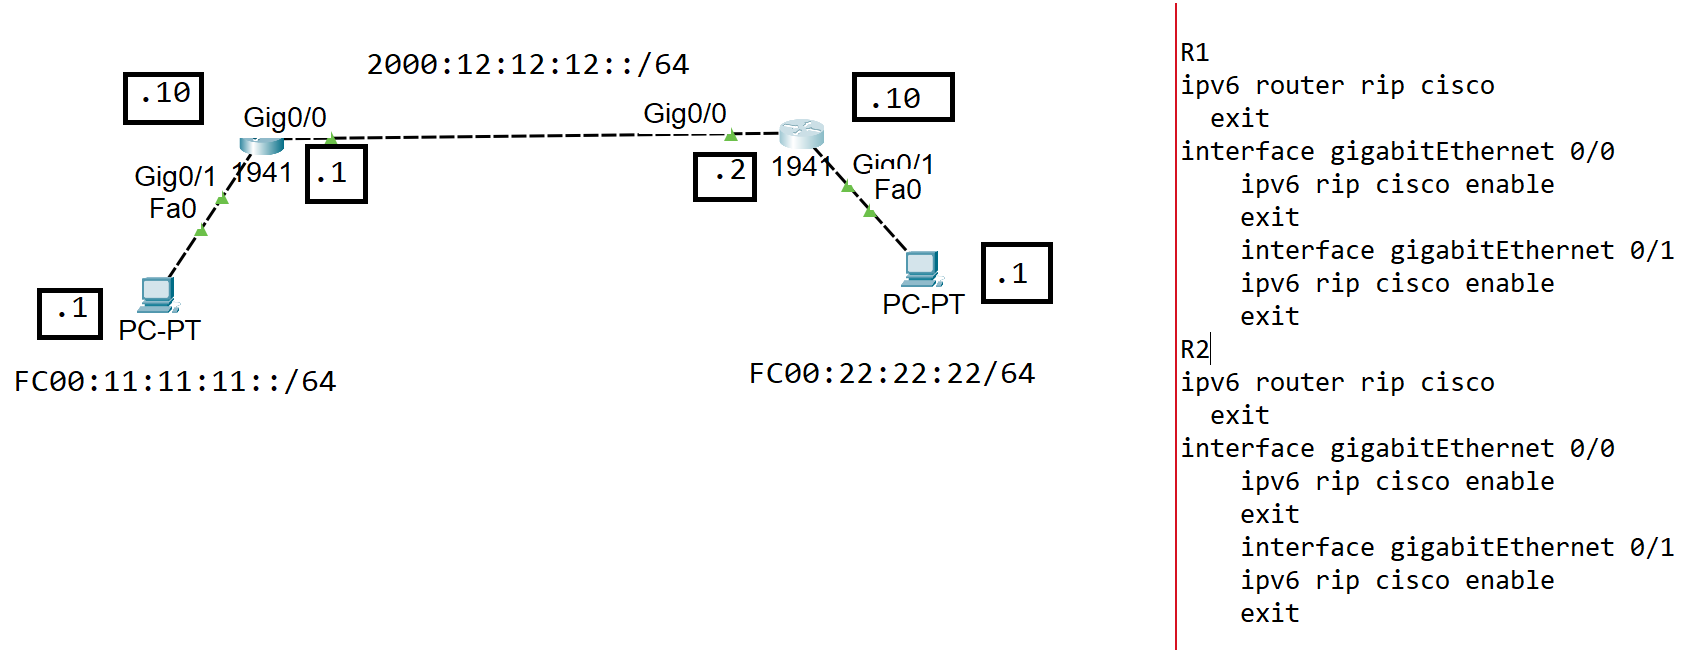 2000:12:12:12::/64
.10
.10
Gig0/0
Gig0/0
1941
.1
.2
1941
Gig0/1
Fa0
Gig0/1
Fa0
.1
PC-PT
.1
PC-PT
FC00:11:11:11::/64
FC00:22:22:22/64
R1
ipv6 router rip cisco
exit
interface gigabitEthernet 0/0
ipv6 rip cisco enable
exit
interface gigabitEthernet 0/1
ipv6 rip cisco enable
exit
R2
ipv6 router rip cisco
exit
interface gigabitEthernet 0/0
ipv6 rip cisco enable
exit
interface gigabitEthernet 0/1
ipv6 rip cisco enable
exit